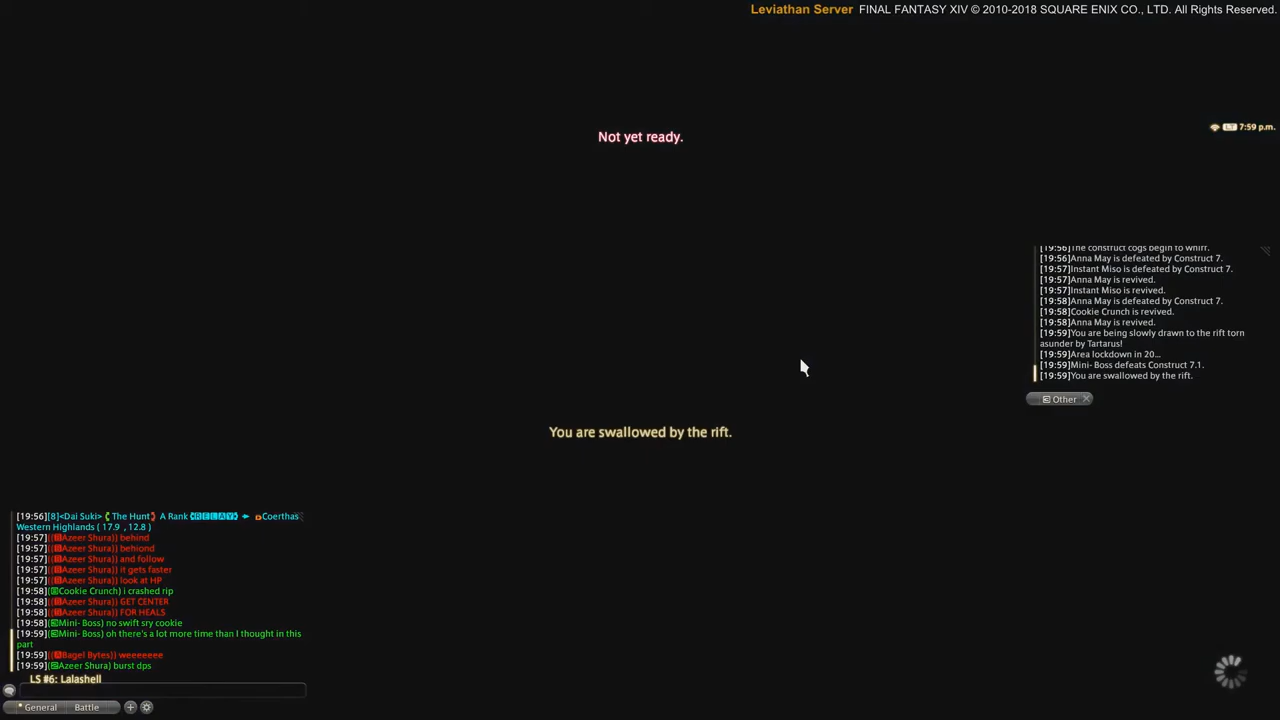 Leviathan Server FINAL FANTASY XIV © 2010-2018 SQUARE ENIX CO., LTD. All Rights Reserved.
Not yet ready.
LT 7:59 p.m.
[19:56]The construct cogs begin to whirr.
[19:56]Anna May is defeated by Construct 7.
[19:57]Instant Miso is defeated by Construct 7.
[19:57]Anna May is revived.
[19:57]Instant Miso is revived.
[19:58]Anna May is defeated by Construct 7.
[19:58]Cookie Crunch is revived.
[19:58]Anna May is revived.
[19:59]You are being slowly drawn to the rift torn
asunder by Tartarus!
[19:59]Area lockdown in 20...
[19:59]Mini- Boss defeats Construct 7.1.
[19:59]You are swallowed by the rift.
Other
You are swallowed by the rift.
[19:56][8]<Dai Suki> The Hunt A Rank RELAY Coerthas
Western Highlands ( 17.9 , 12.8 )
[19:57]((Azeer Shura)) behind
[19:57]((Azeer Shura)) behiond
[19:57]((Azeer Shura)) and follow
[19:57]((Azeer Shura)) it gets faster
[19:57]((Azeer Shura)) look at HP
[19:58](Cookie Crunch) i crashed rip
[19:58]((Azeer Shura)) GET CENTER
[19:58]((Azeer Shura)) FOR HEALS
[19:58](Mini- Boss) no swift sry cookie
[19:59](Mini- Boss) oh there's a lot more time than I thought in this
part
[19:59]((Bagel Bytes)) weeeeeee
[19:59](Azeer Shura) burst dps
LS #6: Lalashell
General Battle